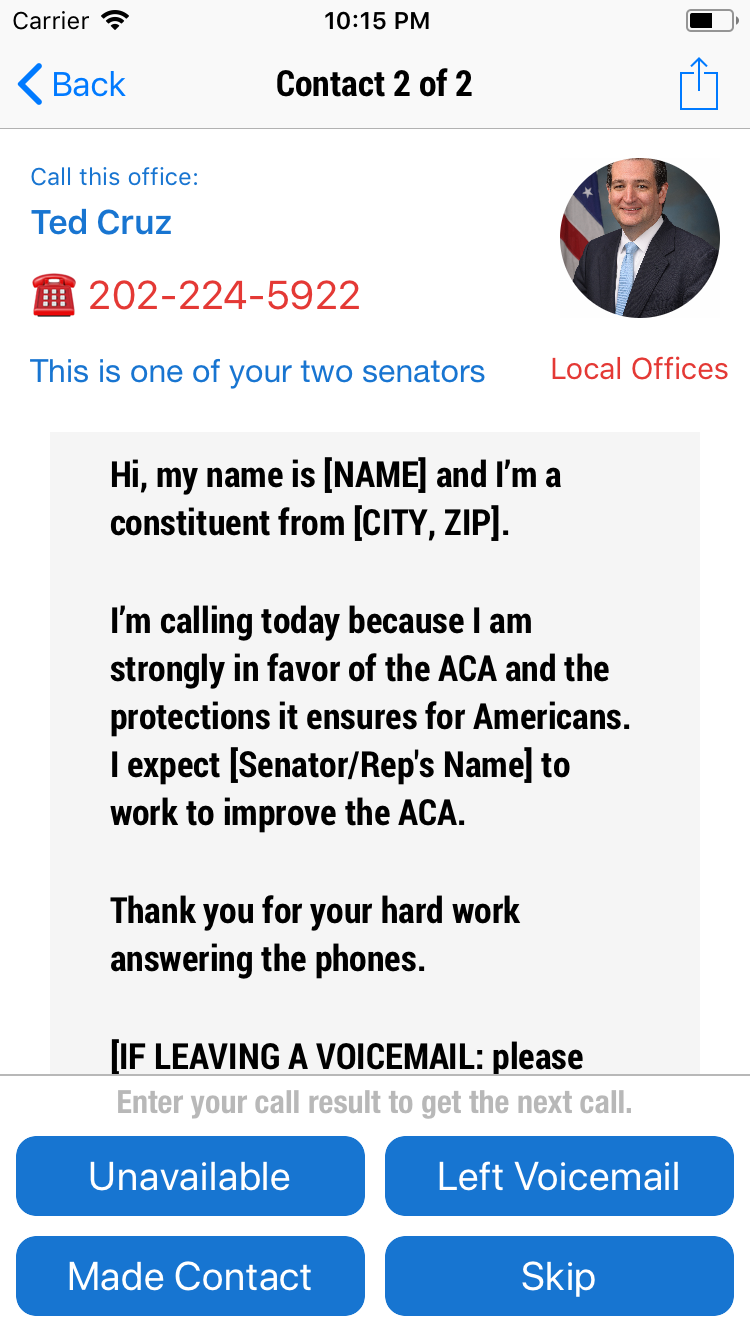 Carrier 10:15 PM
Back Contact 2 of 2
Call this office:
Ted Cruz
202-224-5922
This is one of your two senators Local Offices
Hi, my name is [NAME] and I’m a
constituent from [CITY, ZIP].
I’m calling today because I am
strongly in favor of the ACA and the
protections it ensures for Americans.
I expect [Senator/Rep's Name] to
work to improve the ACA.
Thank you for your hard work
answering the phones.
[IF LEAVING A VOICEMAIL: please
Enter your call result to get the next call.
Unavailable Left Voicemail
Made Contact Skip